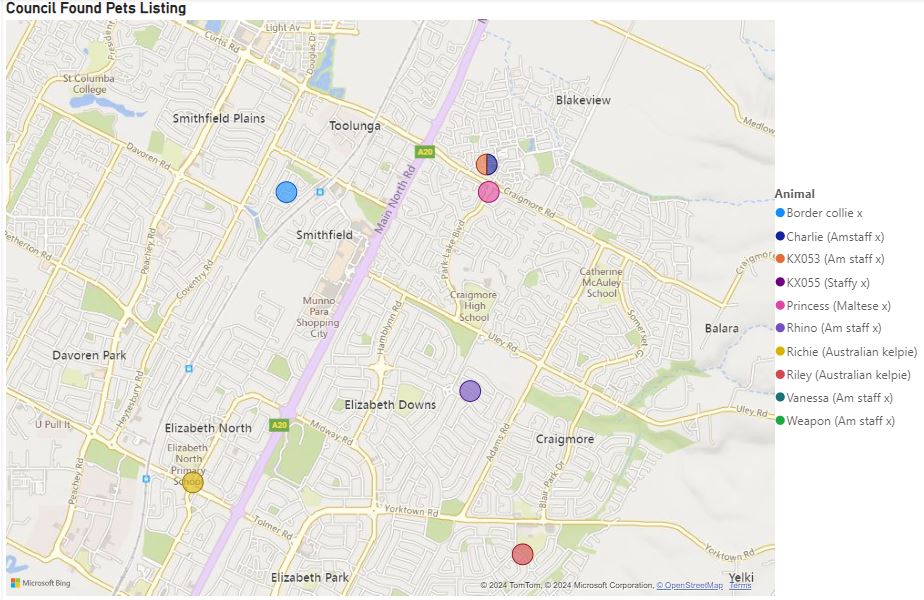 Council Found Pets Listing
Light Av
Curtis Rd
Douglas Dr
St Columba
College
Blakeview
Smithfield Plains
Toolunga
Medlow
A20
Davoren Rd
Main North Rd
Craigmore Rd
Animal
Border collie x
Smithfield
Charlie (Amstaff x)
Peachey Rd
Park Lake Blvd
KX053 (Am staff x)
Coventry Rd
Catherine
McAuley
School
KX055 (Staffy x)
Munno
Para
Shopping
City
Craigmore
High
School
Princess (Maltese x)
Somerset
Balara
Rhino (Am staff x)
Hamblynn Rd
Uley Rd
Davoren Park
Richie (Australian kelpie)
Heytesbury Rd
Riley (Australian kelpie)
Elizabeth Downs
Vanessa (Am staff x)
Uley Rd
U Pull It
Weapon (Am staff x)
Elizabeth North
A20
Midway Rd
Adams Rd
Craigmore
Elizabeth
North
Primary
School
Peachey Rd
Blair Park Dr
Yorktown Rd
Tolmer Rd
Yorktown Rd
Elizabeth Park
Yelki
Microsoft Bing
© 2024 TomTom, © 2024 Microsoft Corporation, © OpenStreetMap Terms